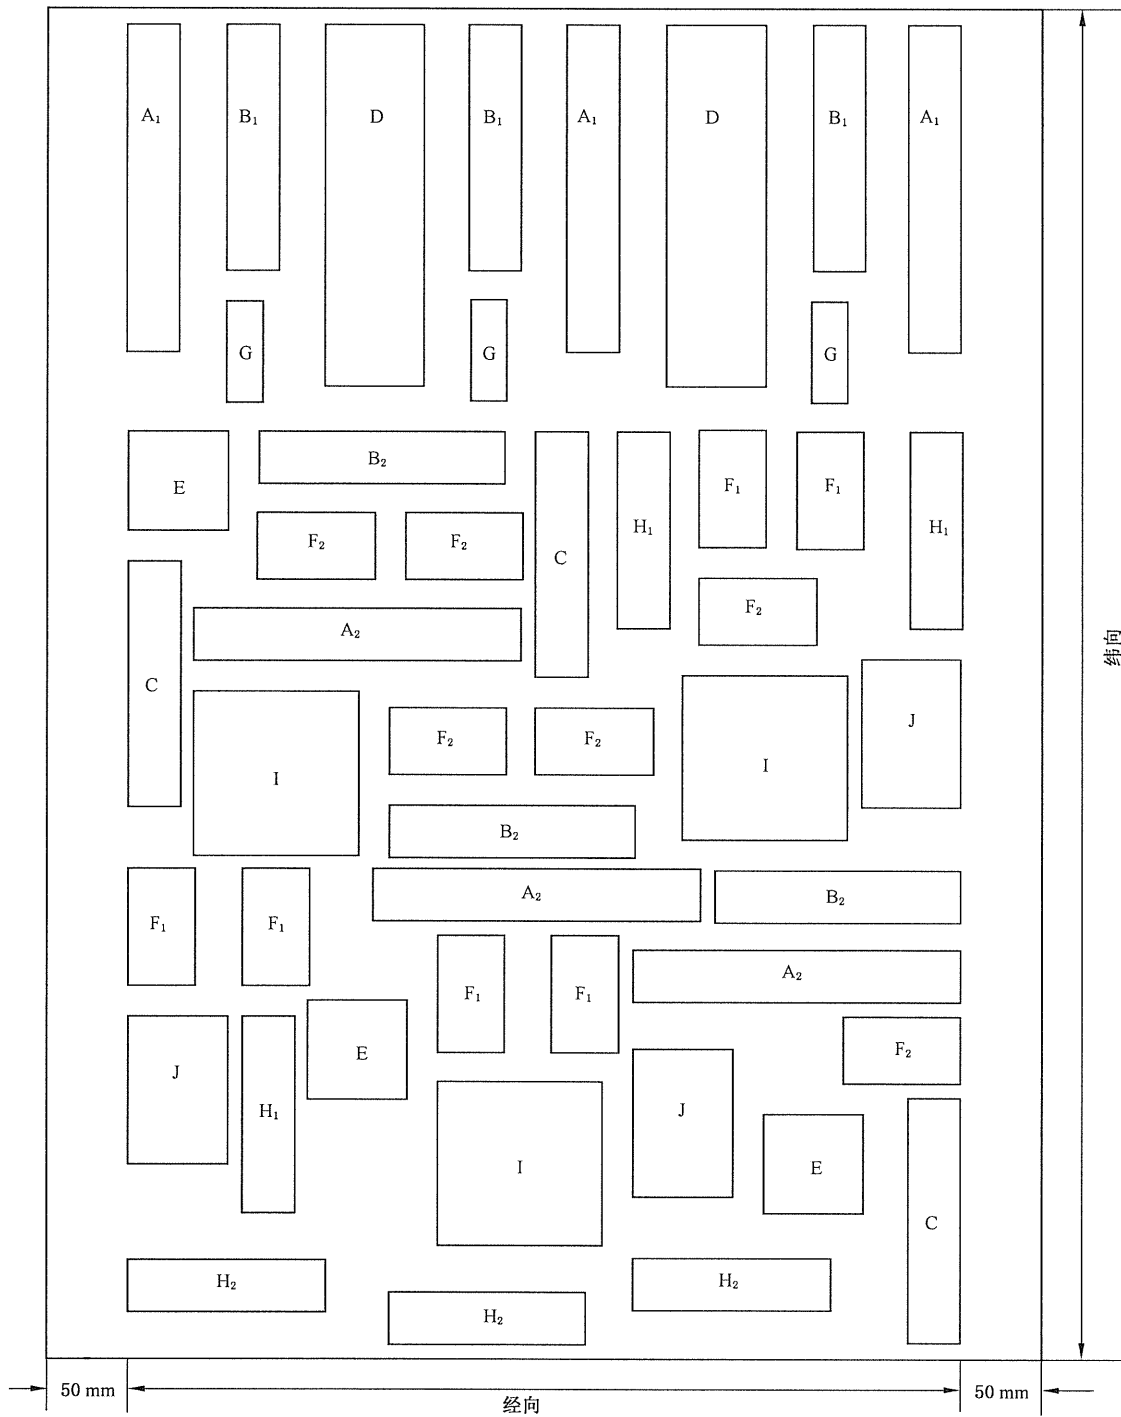 A₁ B₁ D B₁ A₁ D B₁ A₁
G G G
E B₂ C H₁ F₁ F₁ H₁
F₂ F₂
F₂
A₂
C I F₂ F₂ I J
B₂
A₂ B₂
F₁ F₁
F₁ F₁ A₂
J H₁ E J F₂
I E C
H₂ H₂ H₂
纬向
50 mm 经向 50 mm